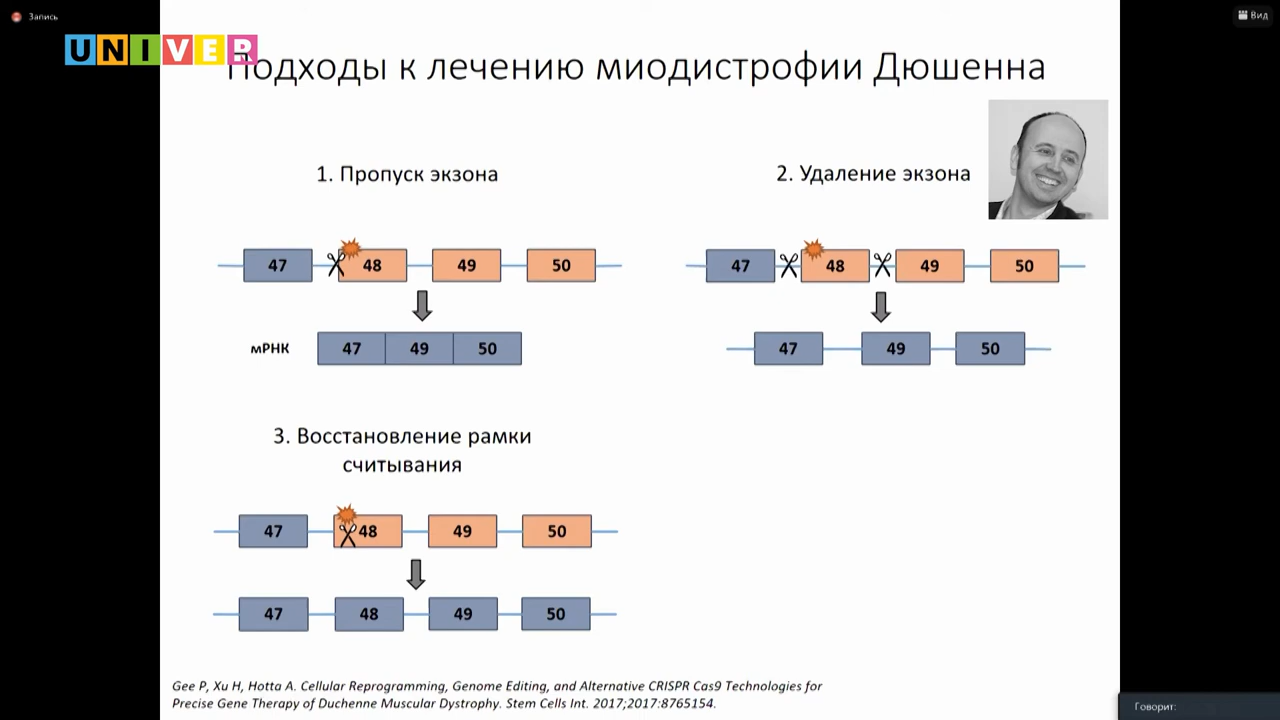 Запись
Вид
UNIVER
Подходы к лечению миодистрофии Дюшенна
1. Пропуск экзона
47 48 49 50
мРНК 47 49 50
2. Удаление экзона
47 48 49 50
47 49 50
3. Восстановление рамки
считывания
47 48 49 50
47 48 49 50
Gee P, Xu H, Hotta A. Cellular Reprogramming, Genome Editing, and Alternative CRISPR Cas9 Technologies for
Precise Gene Therapy of Duchenne Muscular Dystrophy. Stem Cells Int. 2017;2017:8765154.
Говорит: